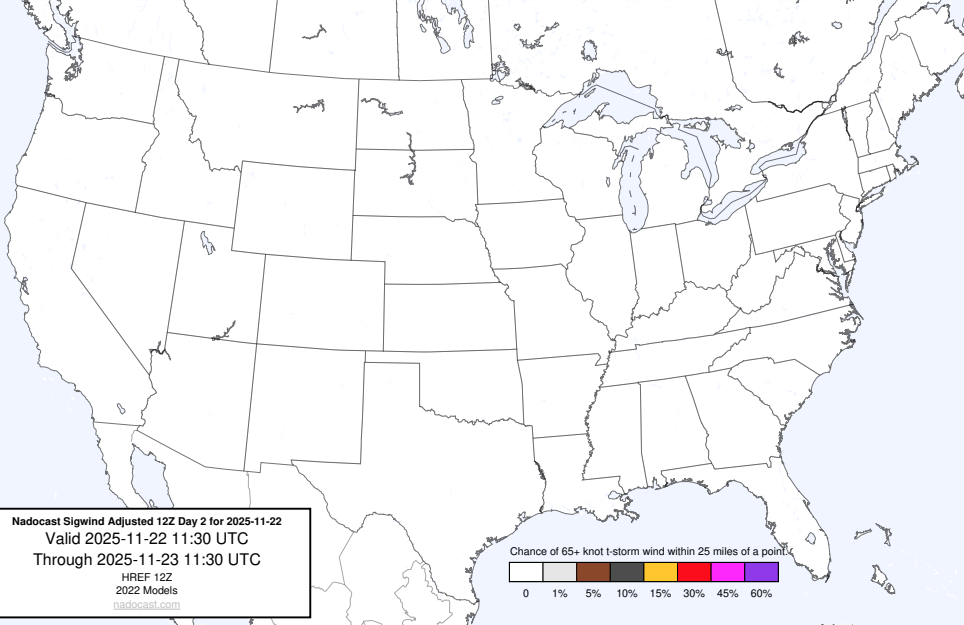 Nadocast Sigwind Adjusted 12Z Day 2 for 2025-11-22
Valid 2025-11-22 11:30 UTC
Through 2025-11-23 11:30 UTC
HREF 12Z
2022 Models
nadocast.com
Chance of 65+ knot t-storm wind within 25 miles of a point.
0 1% 5% 10% 15% 30% 45% 60%